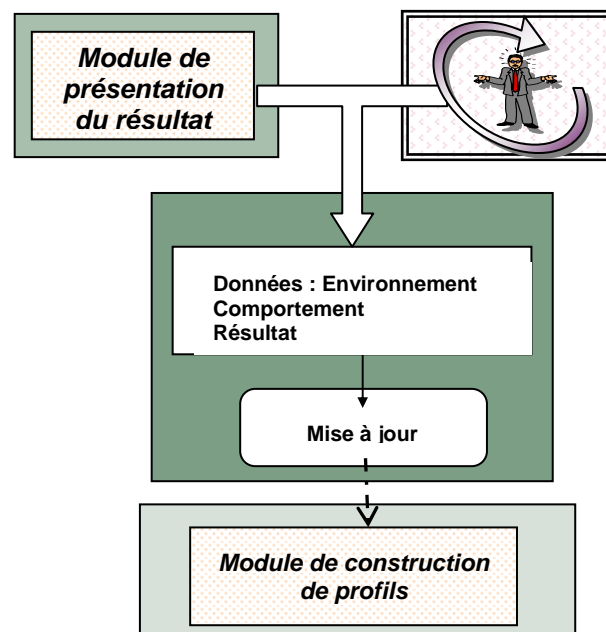 Module de
présentation
du résultat
Données : Environnement
Comportement
Résultat
Mise à jour
Module de construction
de profils